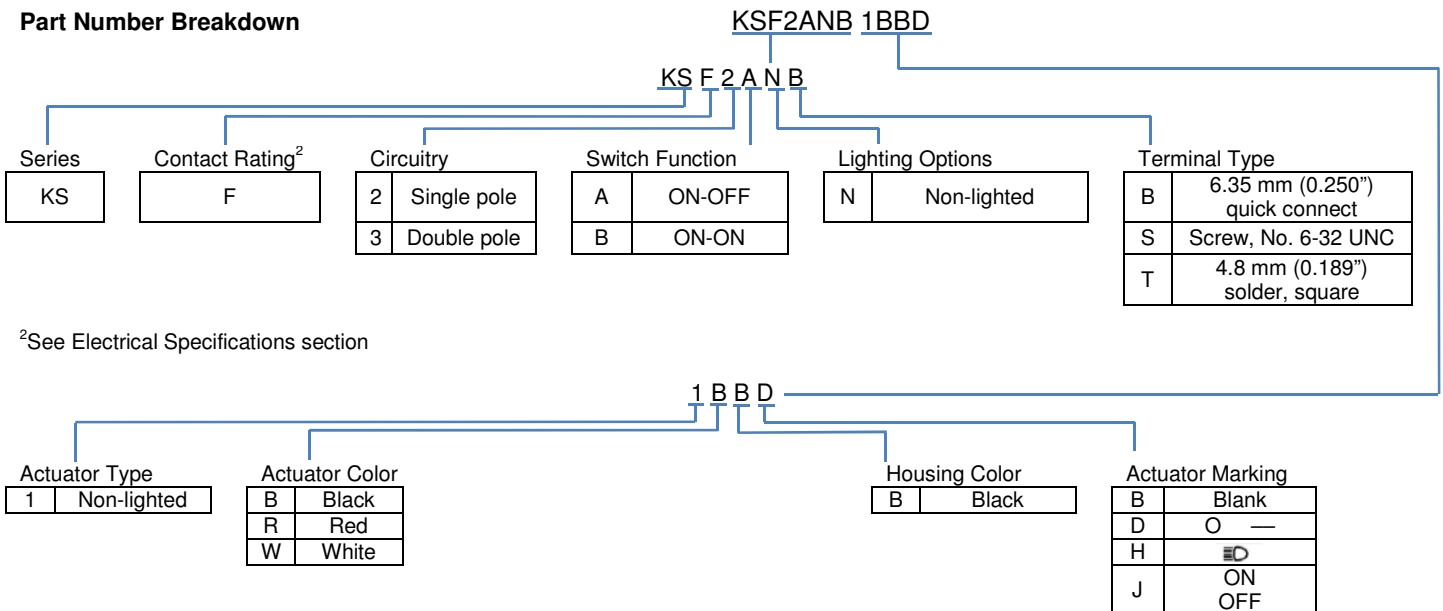 Part Number Breakdown
KSF2ANB 1BBD
KS F 2 A N B
Series
KS
Contact Rating2
F
Circuitry
2 Single pole
3 Double pole
Switch Function
A ON-OFF
B ON-ON
Lighting Options
N Non-lighted
Terminal Type
B 6.35 mm (0.250”)
quick connect
S Screw, No. 6-32 UNC
T 4.8 mm (0.189”)
solder, square
2See Electrical Specifications section
1 B B D
Actuator Type
1 Non-lighted
Actuator Color
B Black
R Red
W White
Housing Color
B Black
Actuator Marking
B Blank
D O —
H
J ON
OFF